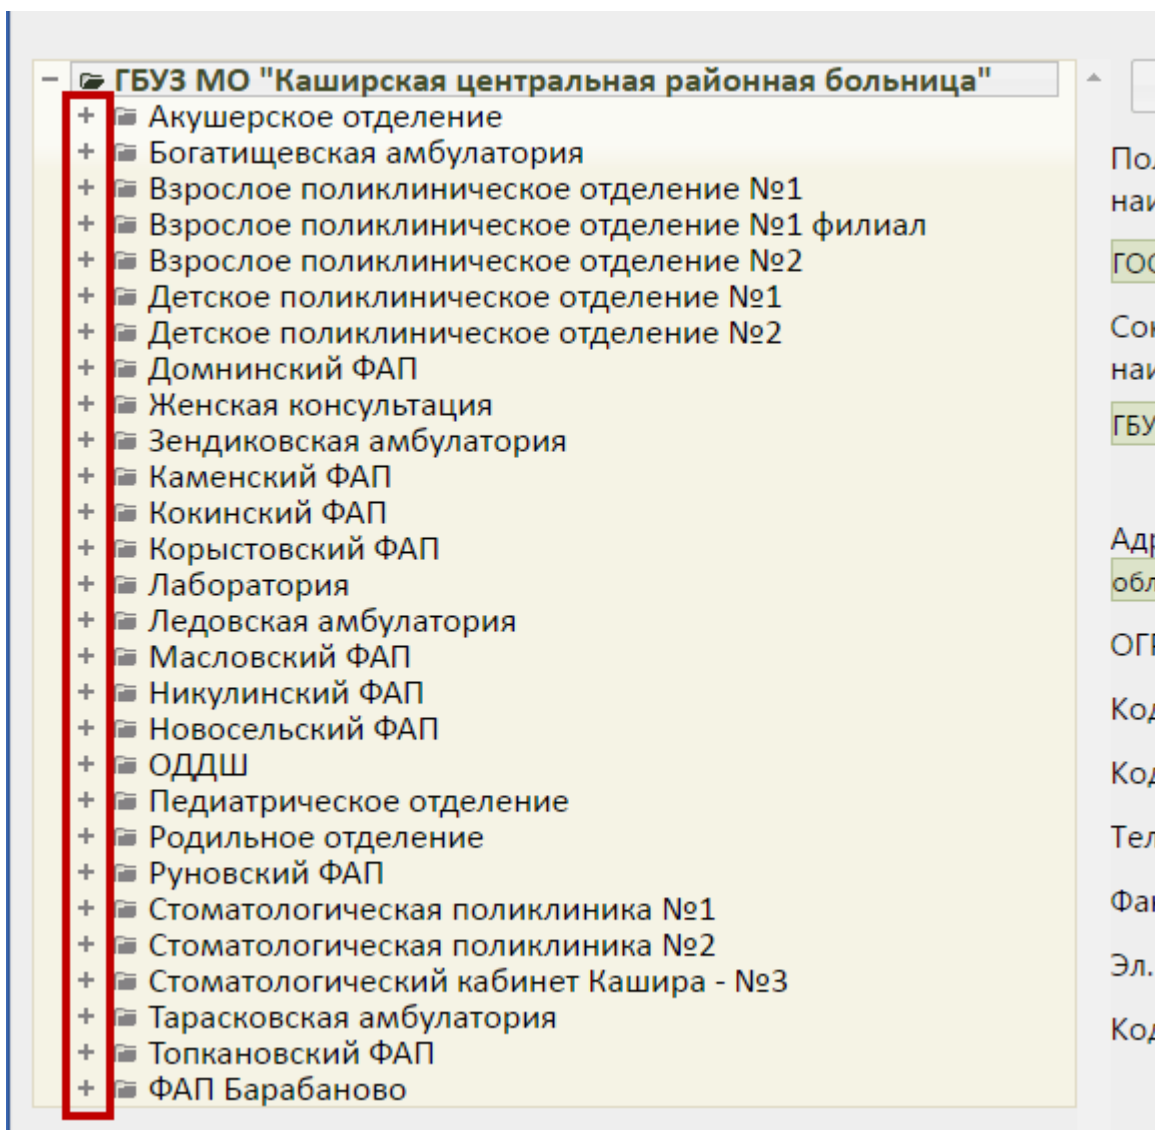 ГБУЗ МО "Каширская центральная районная больница"
Акушерское отделение
Богатищевская амбулатория
Взрослое поликлиническое отделение №1
Взрослое поликлиническое отделение №1 филиал
Взрослое поликлиническое отделение №2
Детское поликлиническое отделение №1
Детское поликлиническое отделение №2
Домнинский ФАП
Женская консультация
Зендиковская амбулатория
Каменский ФАП
Кокинский ФАП
Корыстовский ФАП
Лаборатория
Ледовская амбулатория
Масловский ФАП
Никулинский ФАП
Новосельский ФАП
ОДДШ
Педиатрическое отделение
Родильное отделение
Руновский ФАП
Стоматологическая поликлиника №1
Стоматологическая поликлиника №2
Стоматологический кабинет Кашира - №3
Тарасковская амбулатория
Топкановский ФАП
ФАП Барабаново
Эл.